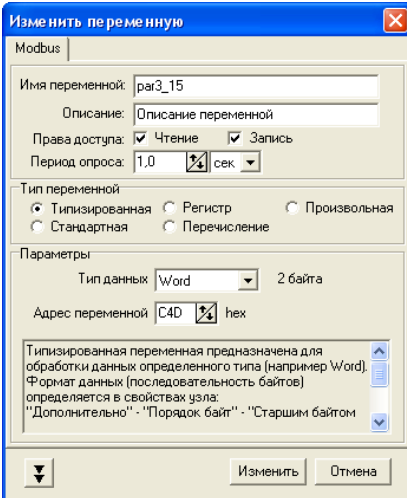 Изменить переменную
Modbus
Имя переменной: par3_15
Описание: Описание переменной
Права доступа: Чтение Запись
Период опроса: 1,0 сек
Тип переменной
Типизированная Регистр Произвольная
Стандартная Перечисление
Параметры
Тип данных Word 2 байта
Адрес переменной C4D hex
Типизированная переменная предназначена для
обработки данных определенного типа (например Word).
Формат данных (последовательность байтов)
определяется в свойствах узла:
"Дополнительно" - "Порядок байт" - "Старшим байтом
Изменить Отмена